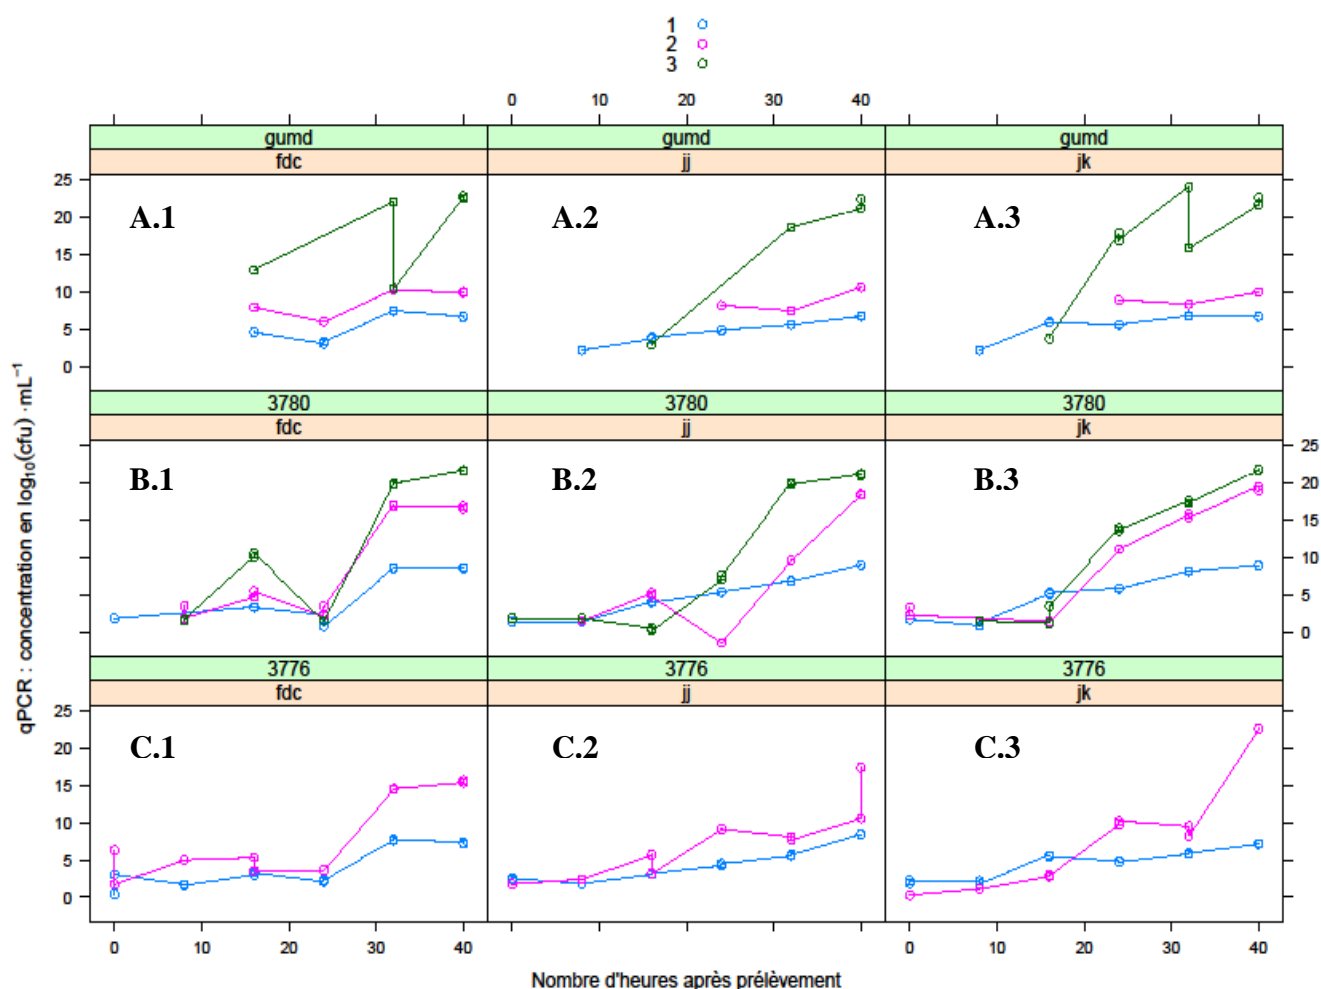 1
2
3
0 10 20 30 40
gumd gumd gumd
fdc jj jk
A.1 A.2 A.3
25
20
15
10
5
0
3780 3780 3780
fdc jj jk
B.1 B.2 B.3
25
20
15
10
5
0
3776 3776 3776
fdc jj jk
C.1 C.2 C.3
25
20
15
10
5
0
0 10 20 30 40 0 10 20 30 40
qPCR : concentration en log₁₀(cfu) ·mL⁻¹
Nombre d'heures après prélèvement